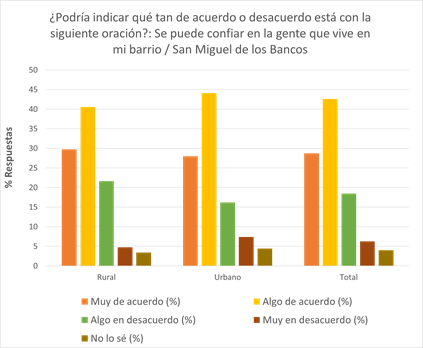 ¿Podría indicar qué tan de acuerdo o desacuerdo está con la
siguiente oración?: Se puede confiar en la gente que vive en
mi barrio / San Miguel de los Bancos
% Respuestas
50
45
40
35
30
25
20
15
10
5
0
Rural Urbano Total
Muy de acuerdo (%) Algo de acuerdo (%)
Algo en desacuerdo (%) Muy en desacuerdo (%)
No lo sé (%)